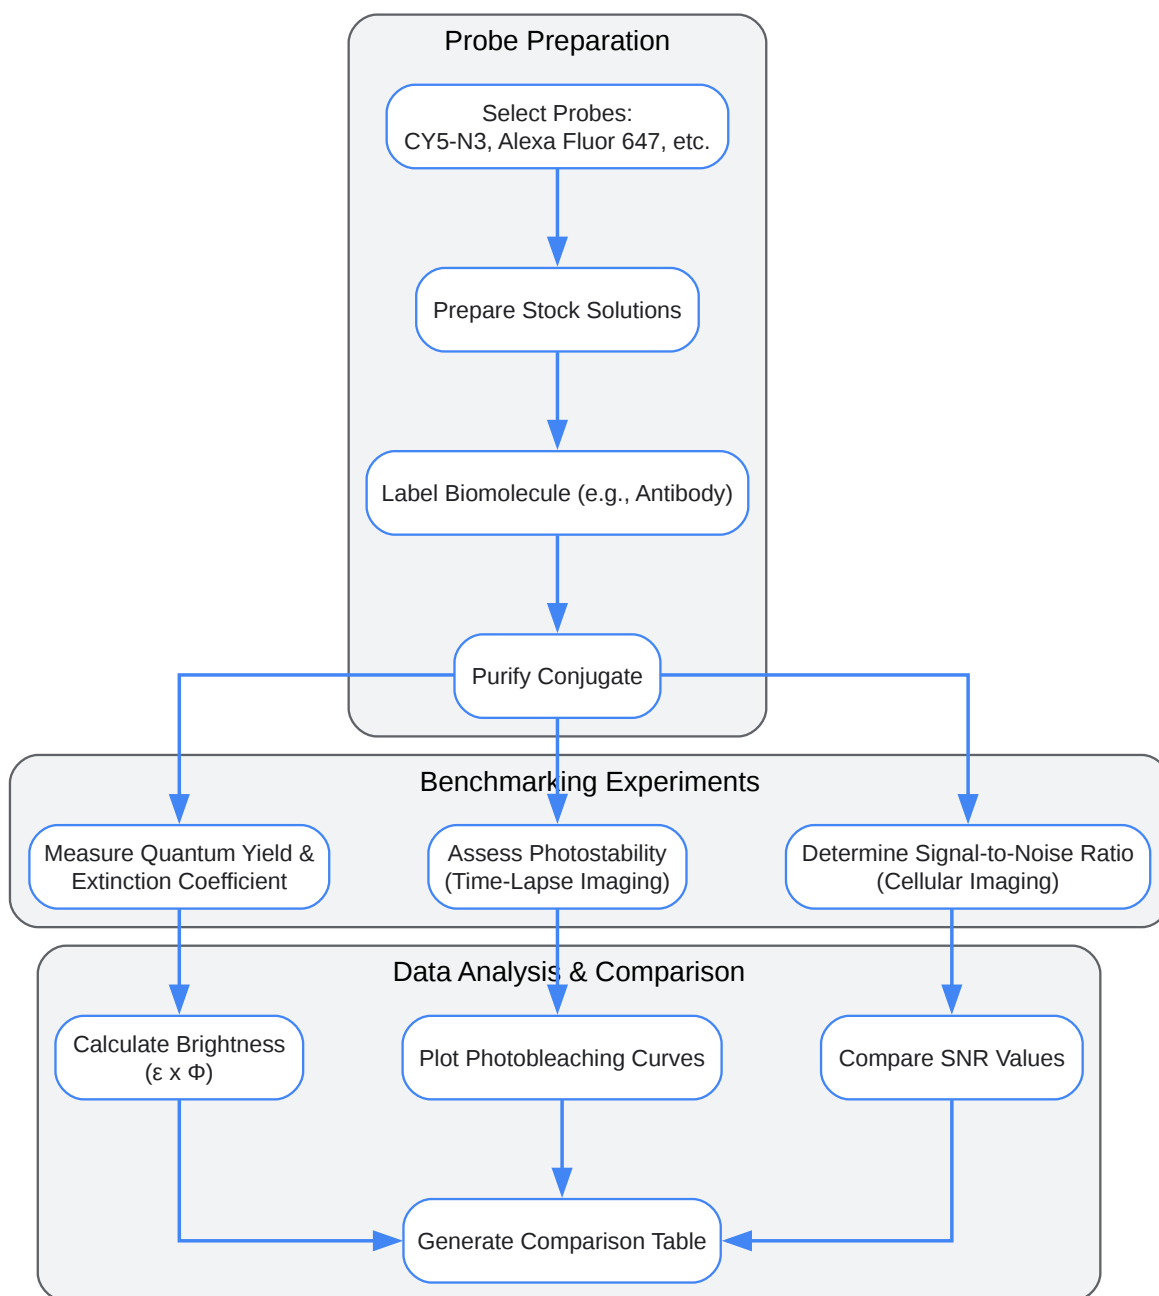 Probe Preparation
Select Probes:
CY5-N3, Alexa Fluor 647, etc.
Prepare Stock Solutions
Label Biomolecule (e.g., Antibody)
Purify Conjugate
Benchmarking Experiments
Measure Quantum Yield &
Extinction Coefficient
Assess Photostability
(Time-Lapse Imaging)
Determine Signal-to-Noise Ratio
(Cellular Imaging)
Data Analysis & Comparison
Calculate Brightness
(ε x Φ)
Plot Photobleaching Curves
Compare SNR Values
Generate Comparison Table